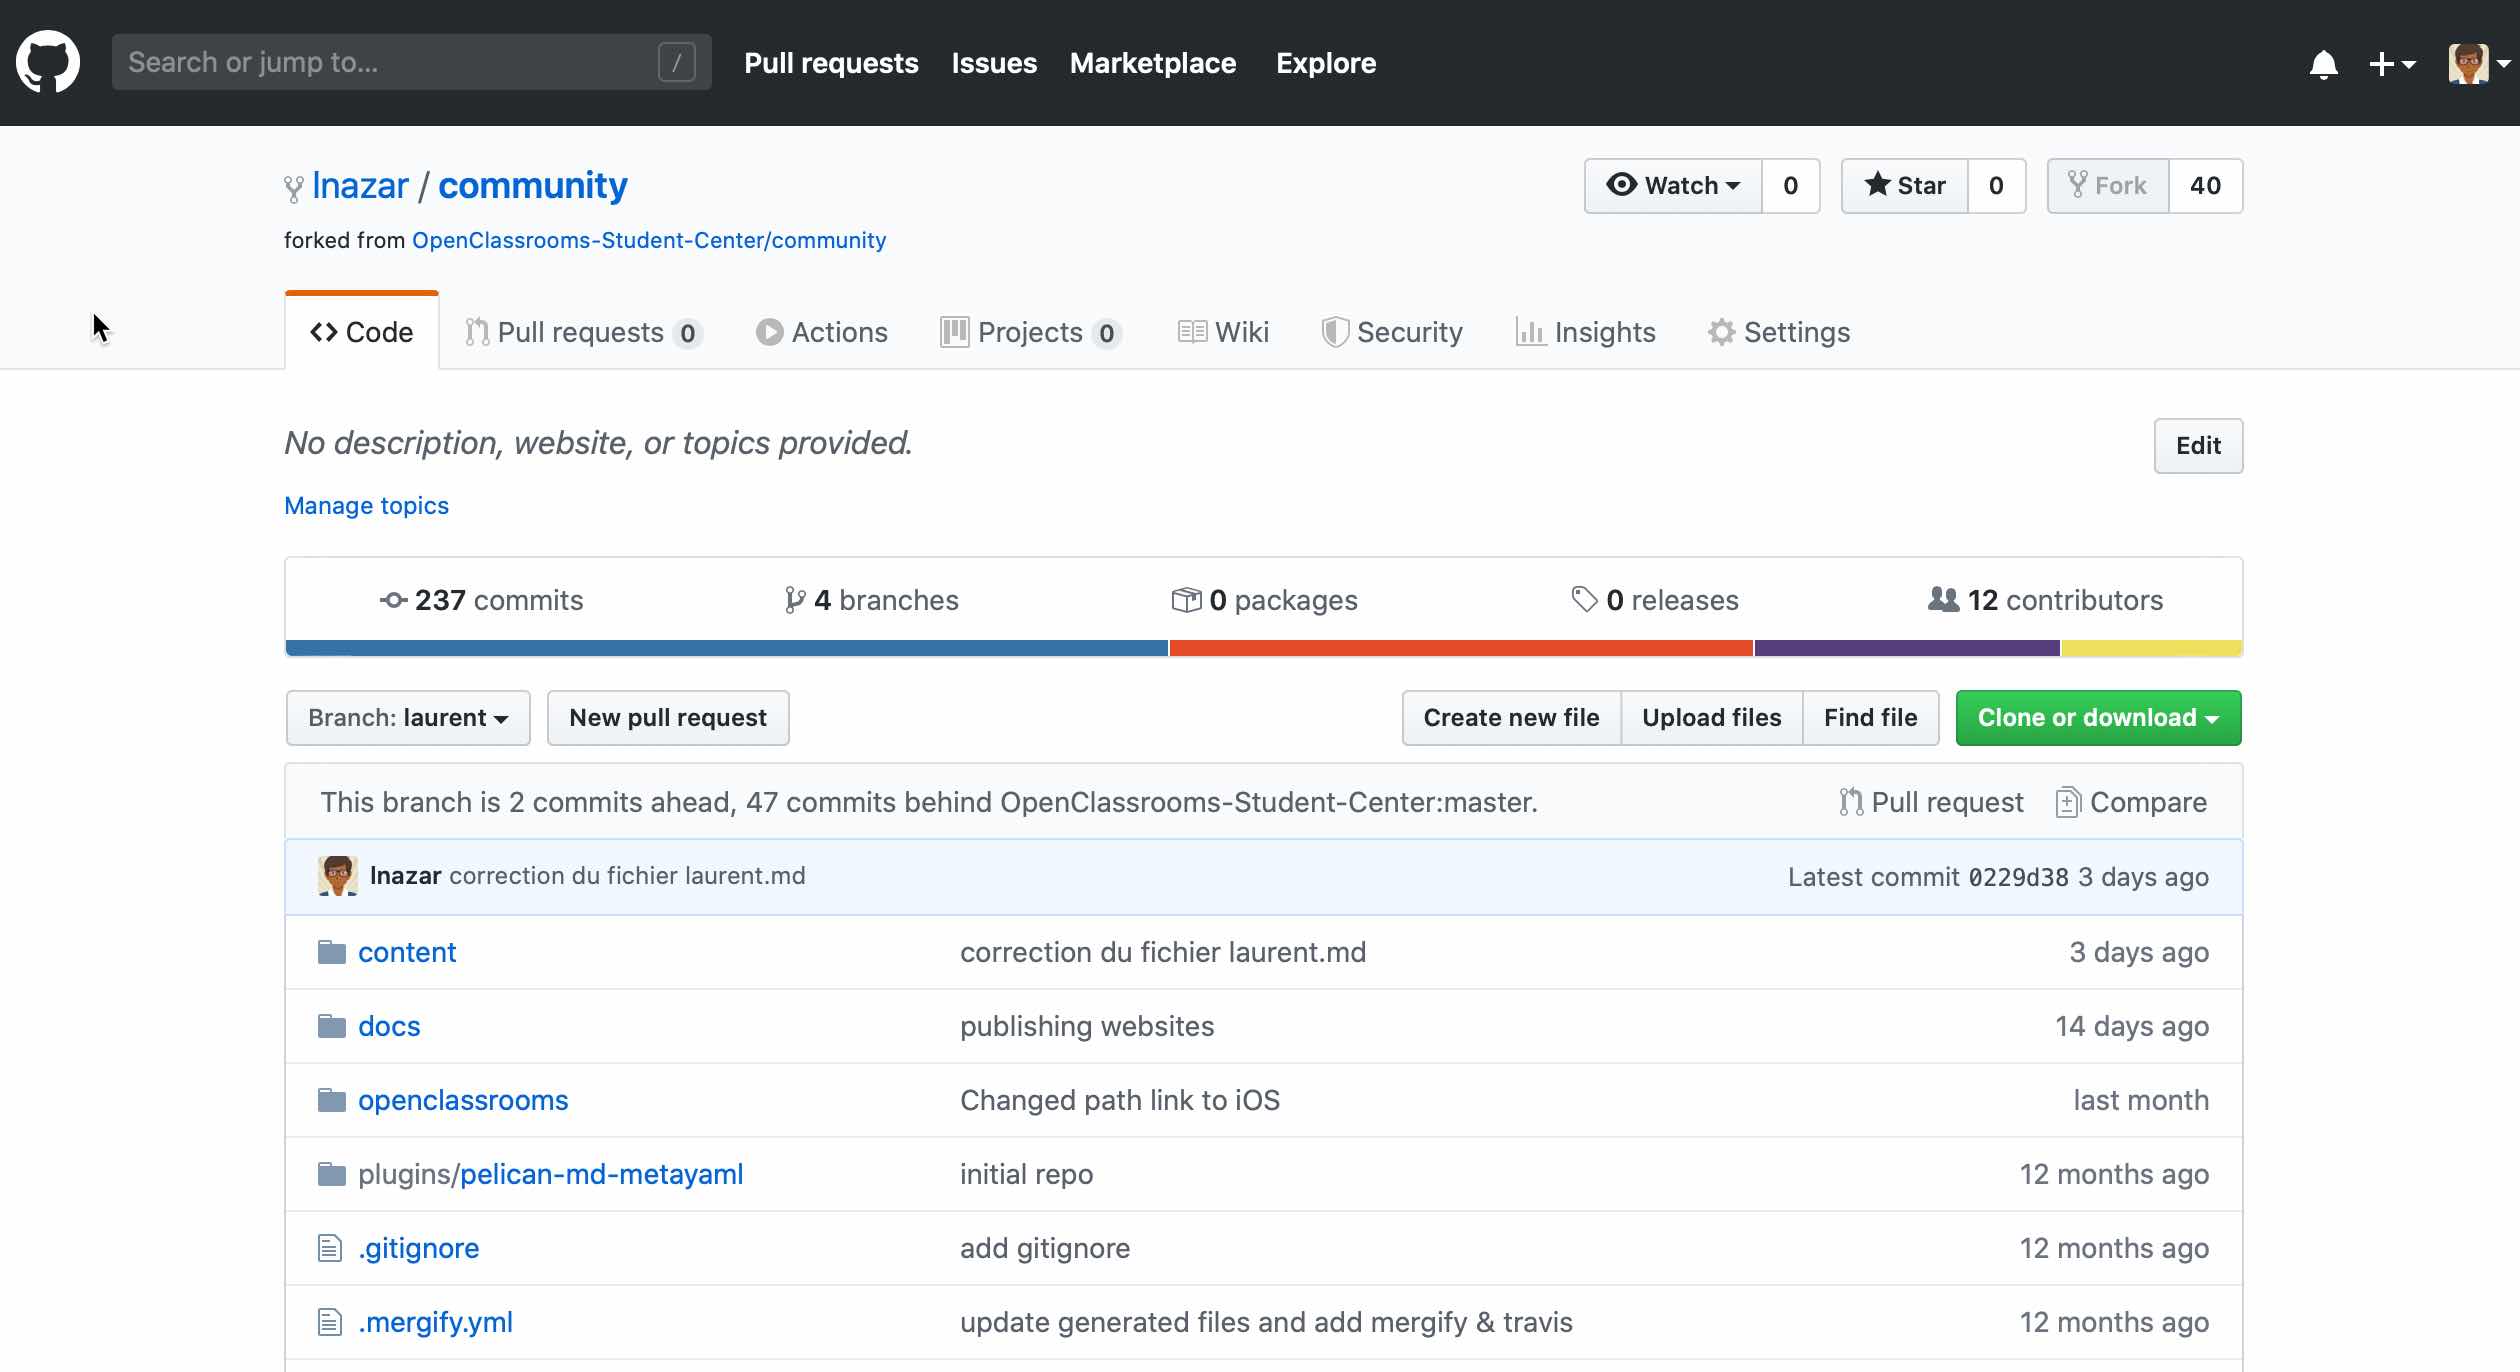 Search or jump to... / Pull requests Issues Marketplace Explore
lnazar / community Watch 0 Star 0 Fork 40
forked from OpenClassrooms-Student-Center/community
Code Pull requests 0 Actions Projects 0 Wiki Security Insights Settings
No description, website, or topics provided. Edit
Manage topics
237 commits 4 branches 0 packages 0 releases 12 contributors
Branch: laurent New pull request Create new file Upload files Find file Clone or download
This branch is 2 commits ahead, 47 commits behind OpenClassrooms-Student-Center:master. Pull request Compare
lnazar correction du fichier laurent.md Latest commit 0229d38 3 days ago
content correction du fichier laurent.md 3 days ago
docs publishing websites 14 days ago
openclassrooms Changed path link to iOS last month
plugins/pelican-md-metayaml initial repo 12 months ago
.gitignore add gitignore 12 months ago
.mergify.yml update generated files and add mergify & travis 12 months ago